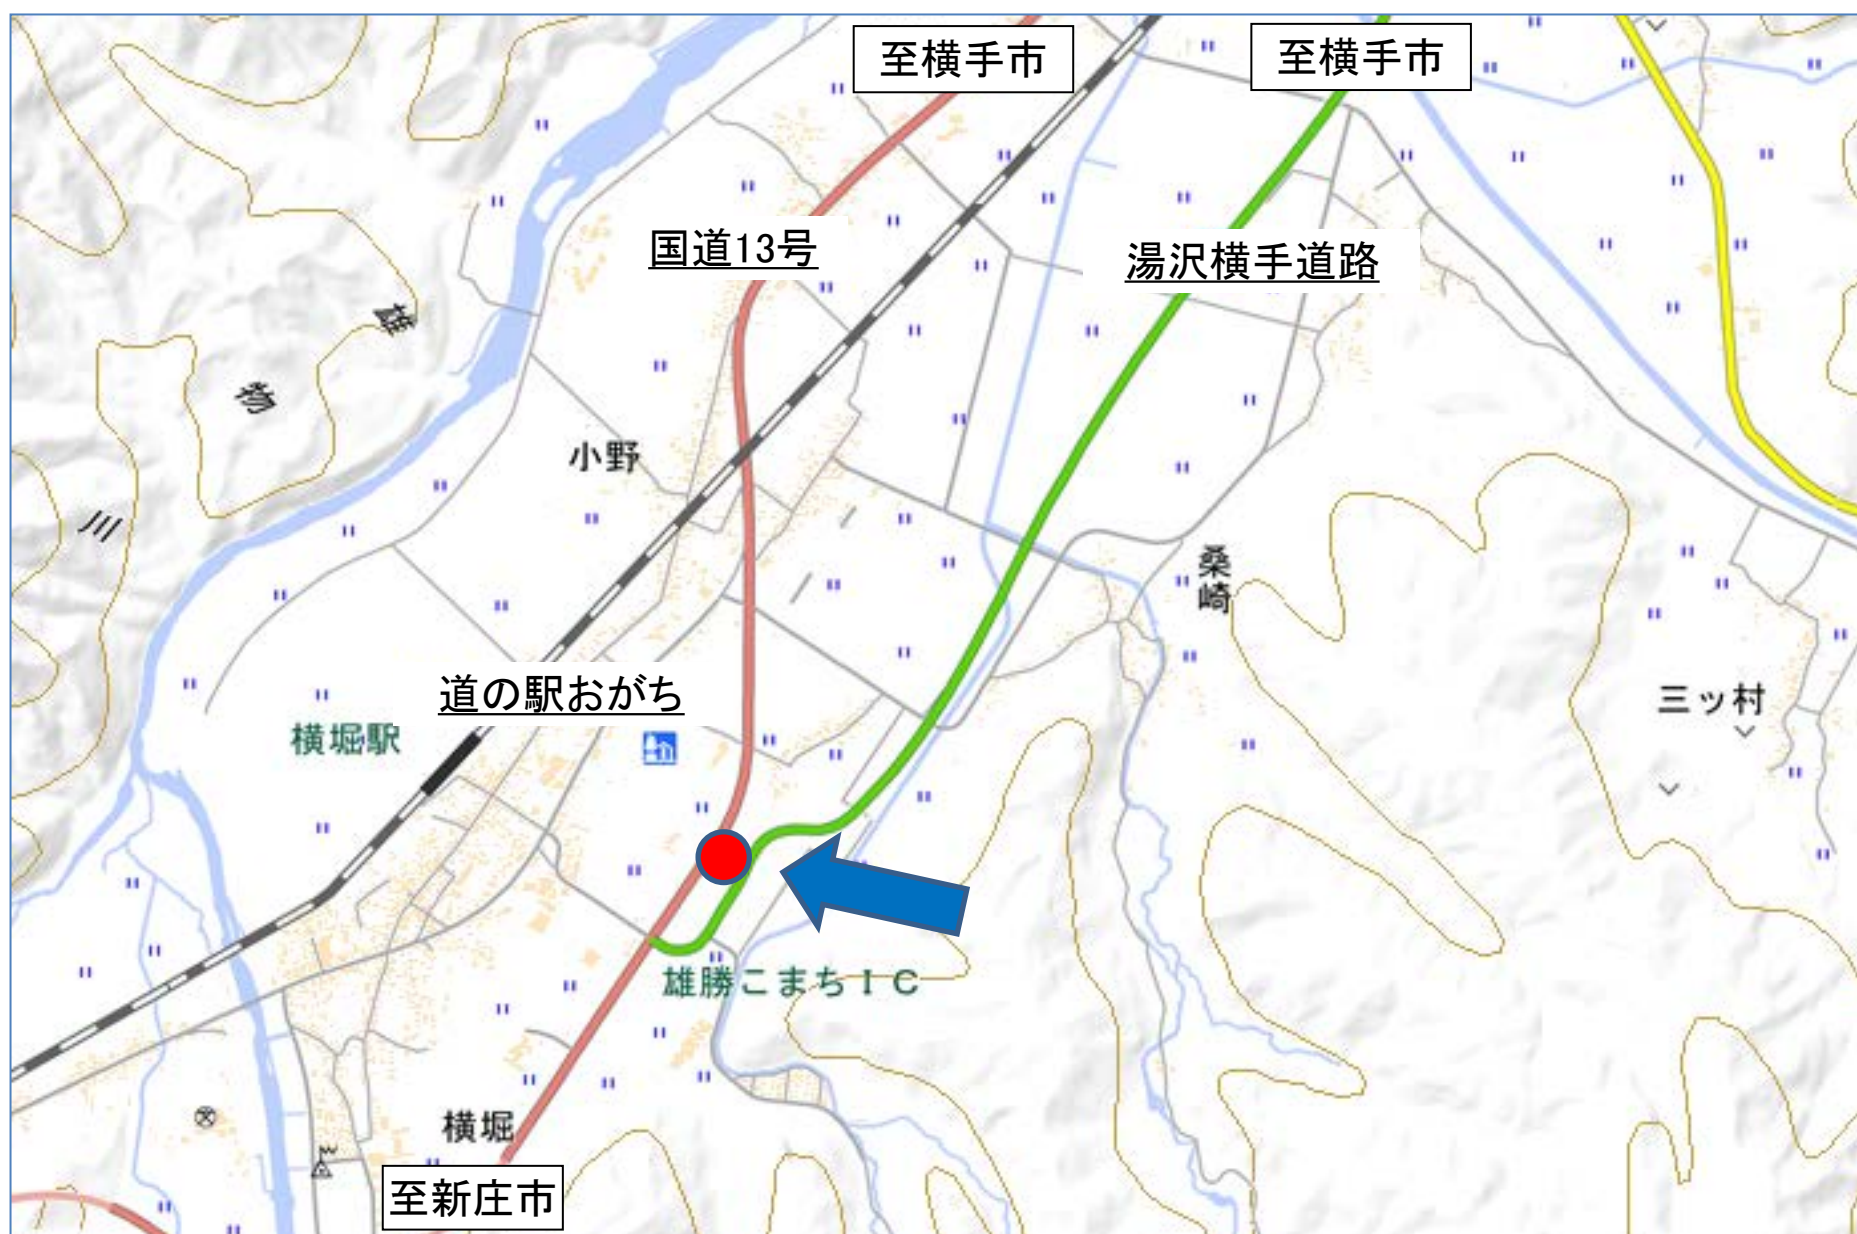 至横手市
至横手市
国道13号
湯沢横手道路
雄
物
川
小野
桑崎
道の駅おがち
三ッ村
横堀駅
雄勝こまちIC
横堀
至新庄市